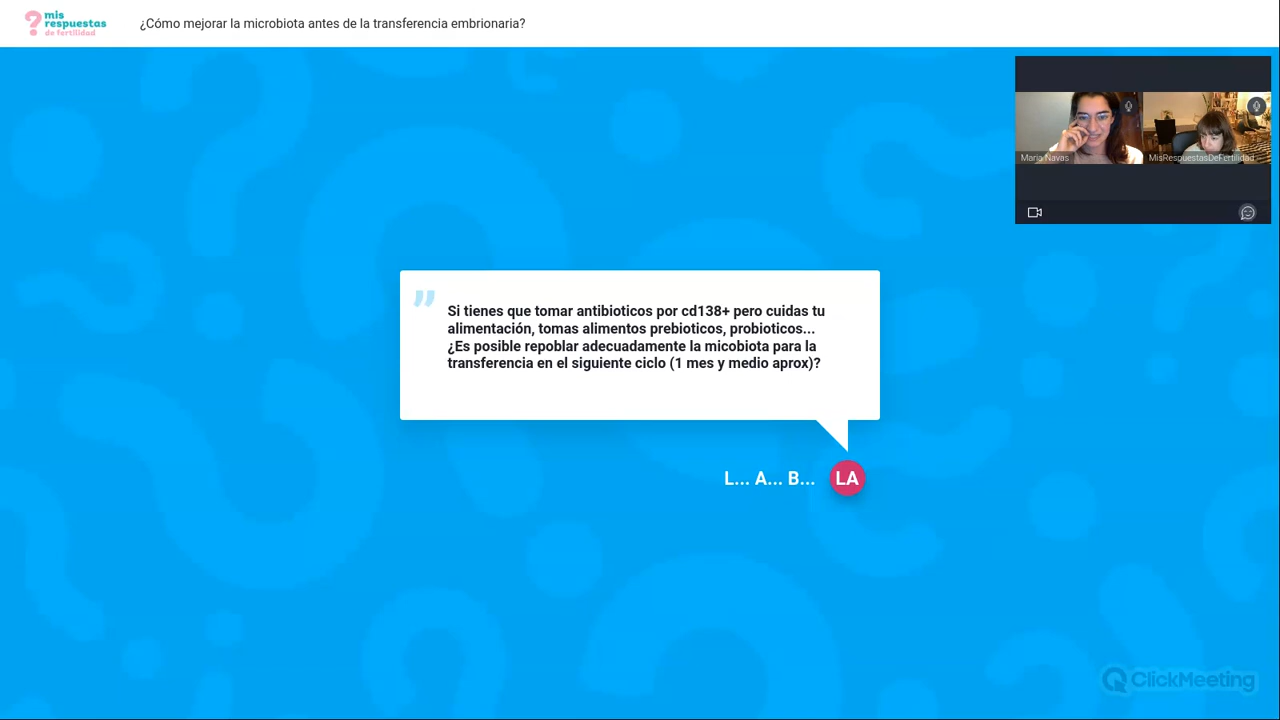 mis
respuestas
de fertilidad
¿Cómo mejorar la microbiota antes de la transferencia embrionaria?
Maria Navas
MisRespuestasDeFertilidad
Si tienes que tomar antibioticos por cd138+ pero cuidas tu
alimentación, tomas alimentos prebioticos, probioticos...
¿Es posible repoblar adecuadamente la micobiota para la
transferencia en el siguiente ciclo (1 mes y medio aprox)?
L... A... B...
LA
ClickMeeting